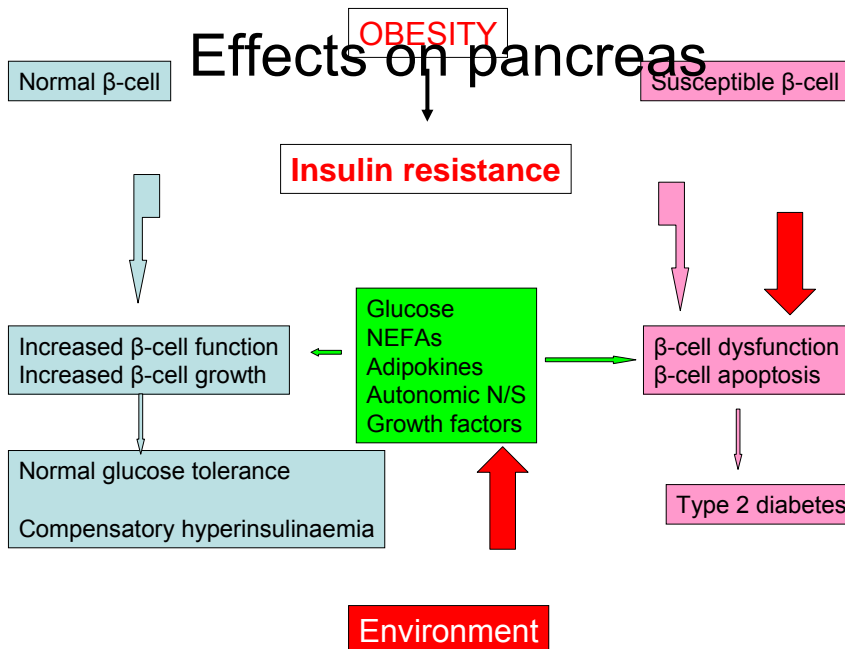 OBESITY
Effects on pancreas
Normal β-cell
Susceptible β-cell
Insulin resistance
Glucose
NEFAs
Adipokines
Autonomic N/S
Growth factors
Increased β-cell function
Increased β-cell growth
β-cell dysfunction
β-cell apoptosis
Normal glucose tolerance
Compensatory hyperinsulinaemia
Type 2 diabetes
Environment